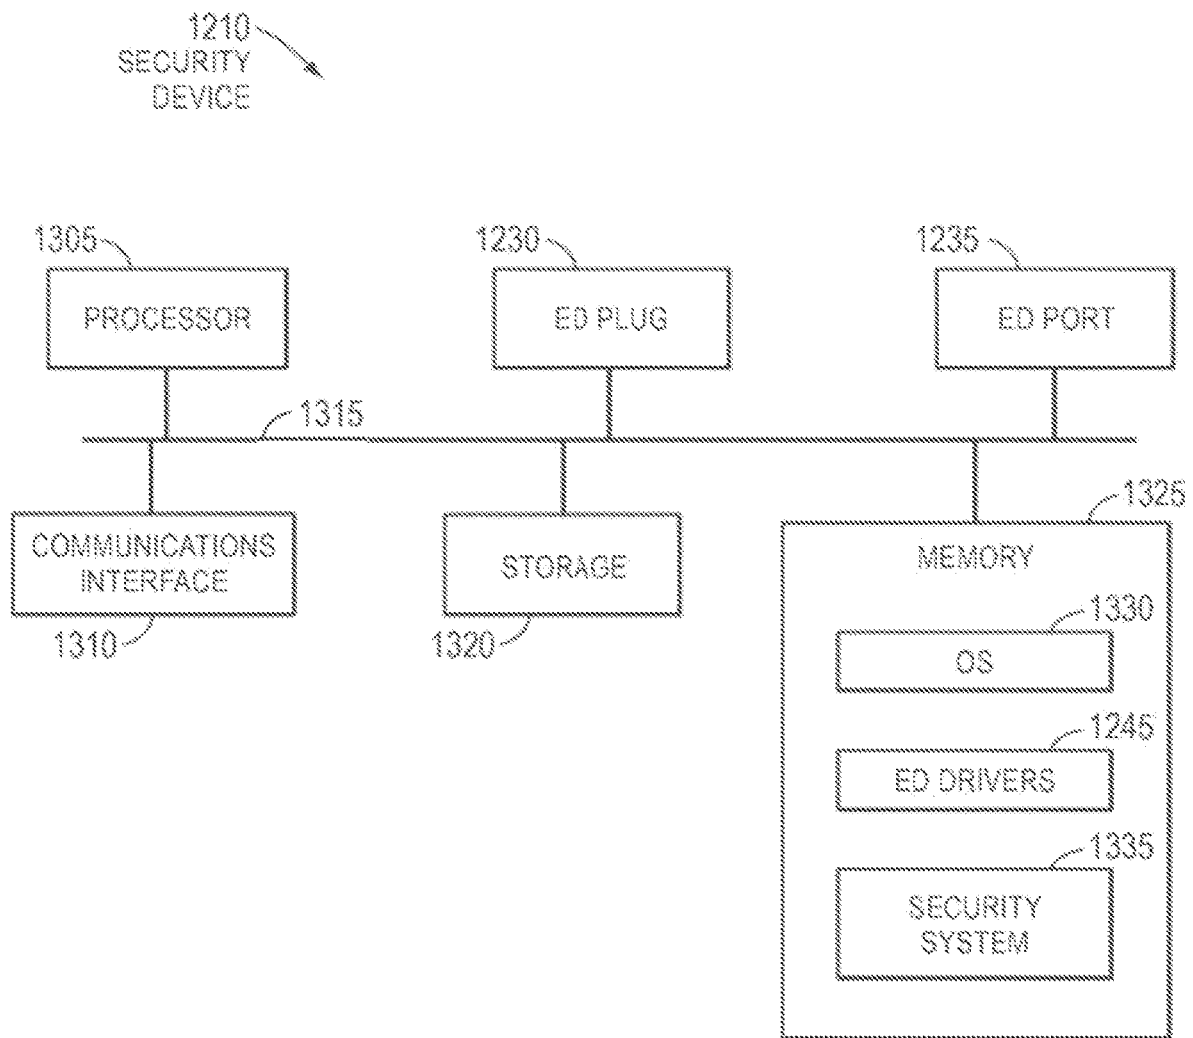 1210
SECURITY
DEVICE
1305
1230
1235
PROCESSOR
ED PLUG
ED PORT
1315
1325
COMMUNICATIONS
INTERFACE
STORAGE
MEMORY
1310
1320
1330
OS
1245
ED DRIVERS
1335
SECURITY
SYSTEM